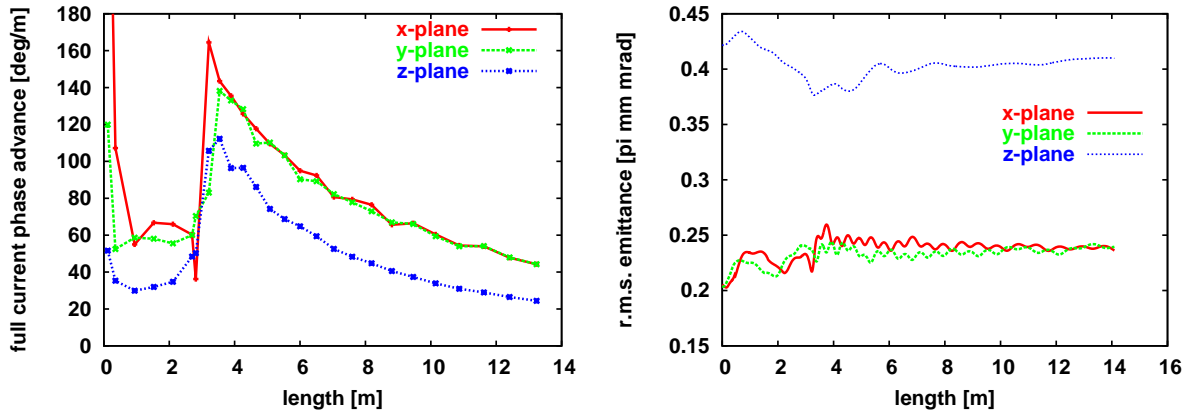 full current phase advance [deg/m]
180
160
140
120
100
80
60
40
20
0
0 2 4 6 8 10 12 14
length [m]
x-plane
y-plane
z-plane
r.m.s. emittance [pi mm mrad]
0.45
0.4
0.35
0.3
0.25
0.2
0.15
0 2 4 6 8 10 12 14 16
length [m]
x-plane
y-plane
z-plane